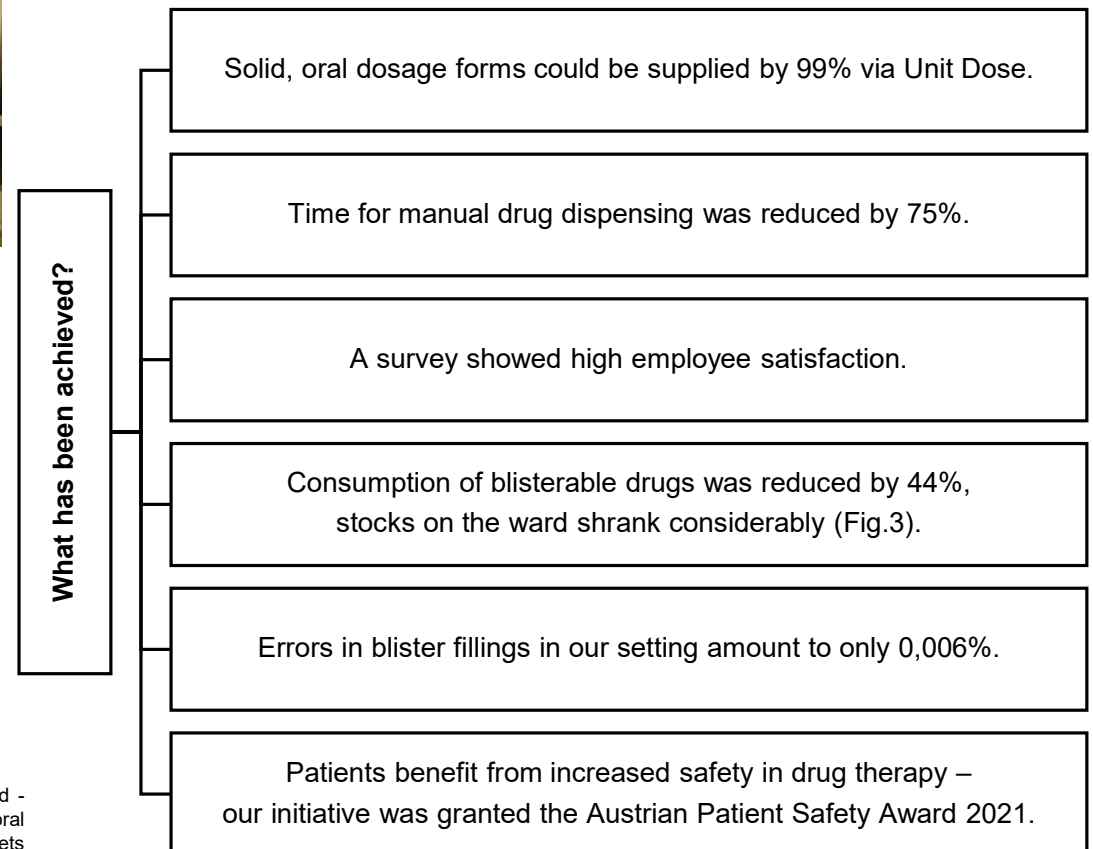 What has been achieved?
Solid, oral dosage forms could be supplied by 99% via Unit Dose.
Time for manual drug dispensing was reduced by 75%.
A survey showed high employee satisfaction.
Consumption of blisterable drugs was reduced by 44%,
stocks on the ward shrank considerably (Fig.3).
Errors in blister fillings in our setting amount to only 0,006%.
Patients benefit from increased safety in drug therapy –
our initiative was granted the Austrian Patient Safety Award 2021.
d -
oral
ets